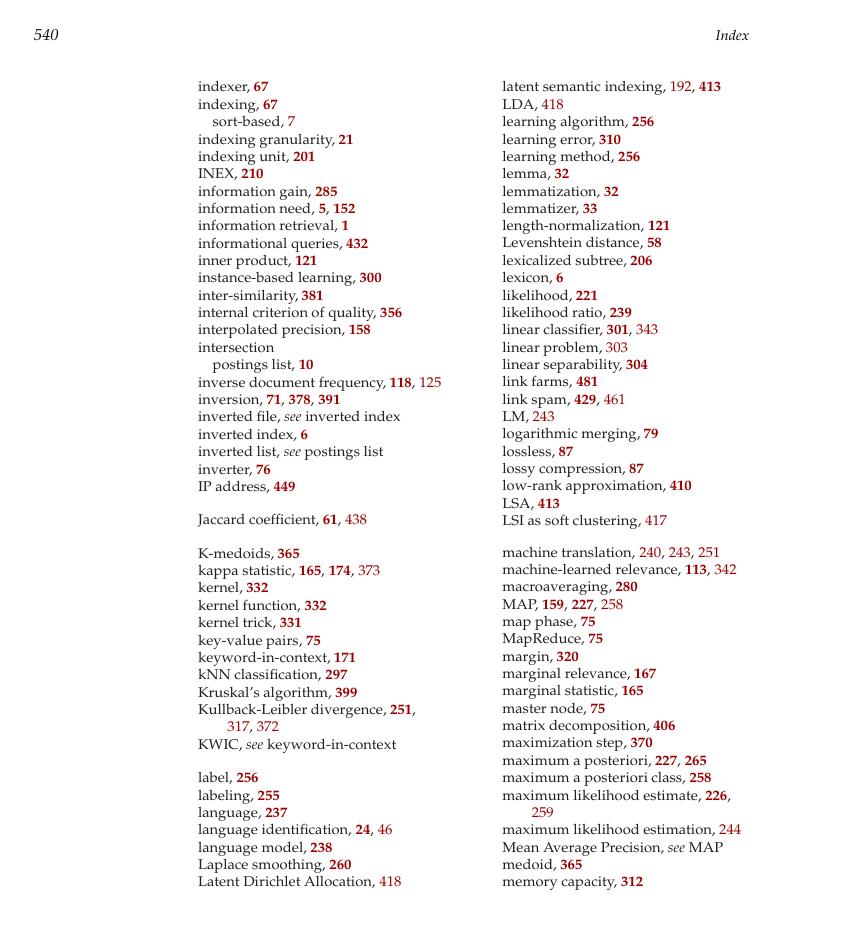 540
Index
indexer, 67
indexing, 67
sort-based, 7
indexing granularity, 21
indexing unit, 201
INEX, 210
information gain, 285
information need, 5, 152
information retrieval, 1
informational queries, 432
inner product, 121
instance-based learning, 300
inter-similarity, 381
internal criterion of quality, 356
interpolated precision, 158
intersection
postings list, 10
inverse document frequency, 118, 125
inversion, 71, 378, 391
inverted file, see inverted index
inverted index, 6
inverted list, see postings list
inverter, 76
IP address, 449
Jaccard coefficient, 61, 438
K-medoids, 365
kappa statistic, 165, 174, 373
kernel, 332
kernel function, 332
kernel trick, 331
key-value pairs, 75
keyword-in-context, 171
kNN classification, 297
Kruskal's algorithm, 399
Kullback-Leibler divergence, 251,
317, 372
KWIC, see keyword-in-context
label, 256
labeling, 255
language, 237
language identification, 24, 46
language model, 238
Laplace smoothing, 260
Latent Dirichlet Allocation, 418
latent semantic indexing, 192, 413
LDA, 418
learning algorithm, 256
learning error, 310
learning method, 256
lemma, 32
lemmatization, 32
lemmatizer, 33
length-normalization, 121
Levenshtein distance, 58
lexicalized subtree, 206
lexicon, 6
likelihood, 221
likelihood ratio, 239
linear classifier, 301, 343
linear problem, 303
linear separability, 304
link farms, 481
link spam, 429, 461
LM, 243
logarithmic merging, 79
lossless, 87
lossy compression, 87
low-rank approximation, 410
LSA, 413
LSI as soft clustering, 417
machine translation, 240, 243, 251
machine-learned relevance, 113, 342
macroaveraging, 280
MAP, 159, 227, 258
map phase, 75
MapReduce, 75
margin, 320
marginal relevance, 167
marginal statistic, 165
master node, 75
matrix decomposition, 406
maximization step, 370
maximum a posteriori, 227, 265
maximum a posteriori class, 258
maximum likelihood estimate, 226,
259
maximum likelihood estimation, 244
Mean Average Precision, see MAP
medoid, 365
memory capacity, 312